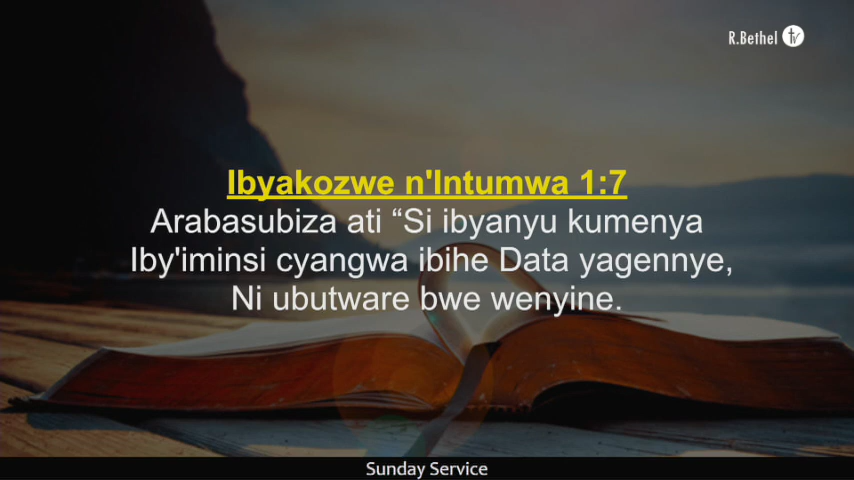 R.Bethel tv
Ibyakozwe n'Intumwa 1:7
Arabasubiza ati “Si ibyanyu kumenya
Iby'iminsi cyangwa ibihe Data yagennye,
Ni ubutware bwe wenyine.
Sunday Service